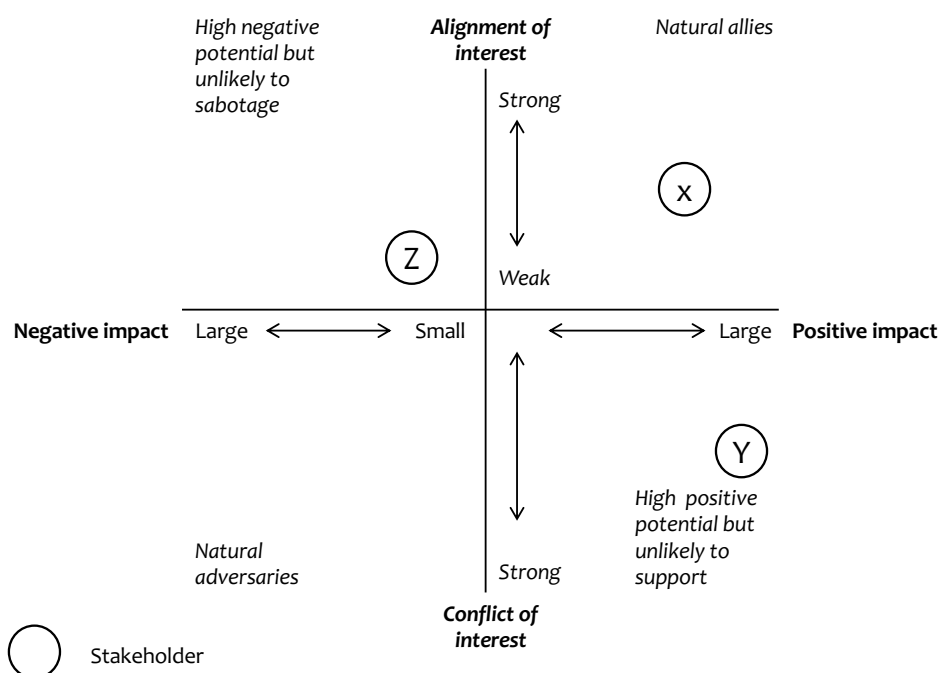 High negative
potential but
unlikely to
sabotage
Alignment of
interest
Natural allies
Strong
x
Z
Weak
Negative impact
Large
Small
Large
Positive impact
Y
High positive
potential but
unlikely to
support
Natural
adversaries
Strong
Conflict of
interest
Stakeholder